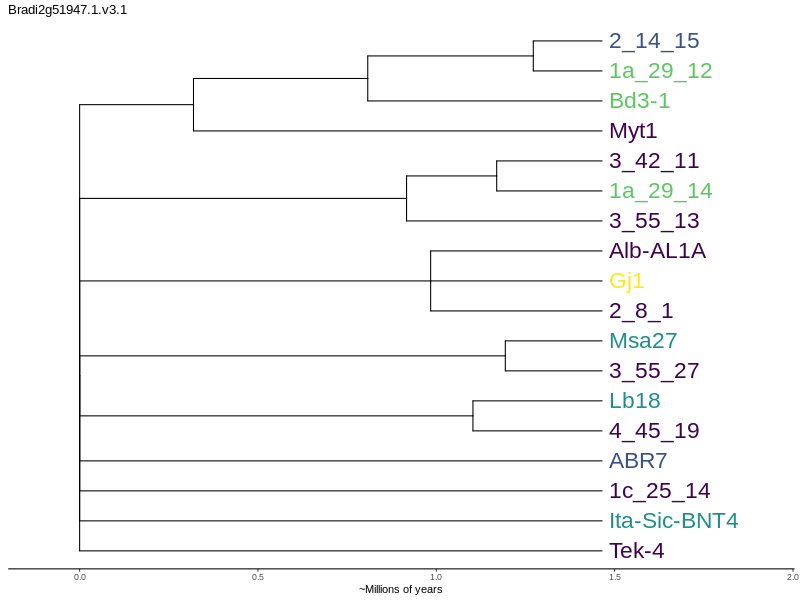 Bradi2g51947.1.v3.1
2_14_15
1a_29_12
Bd3-1
Myt1
3_42_11
1a_29_14
3_55_13
Alb-AL1A
Gj1
2_8_1
Msa27
3_55_27
Lb18
4_45_19
ABR7
1c_25_14
Ita-Sic-BNT4
Tek-4
0.0 0.5 1.0 1.5 2.0
~Millions of years